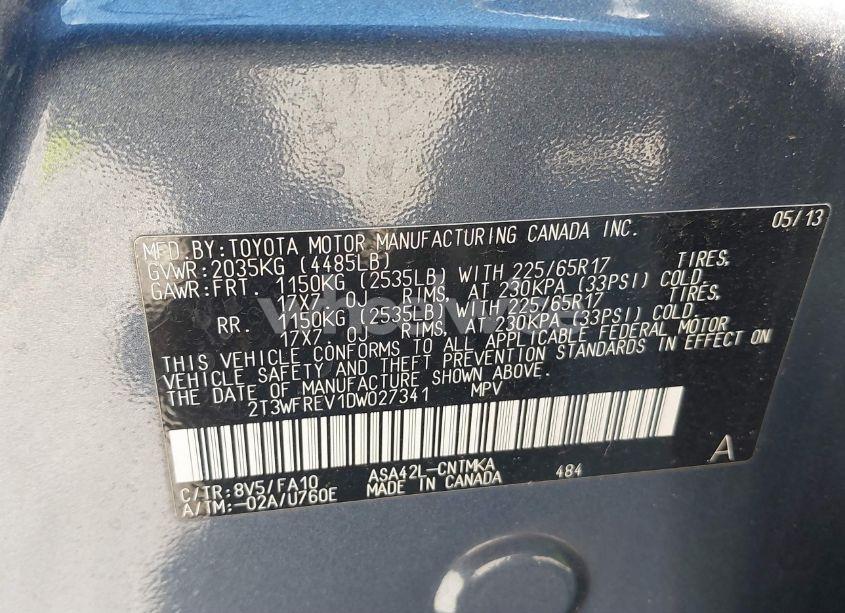 MFD.BY:TOYOTA MOTOR MANUFACTURING CANADA INC. 05/13
GVWR:2035KG (4485LB)
GAWR:FRT. 1150KG (2535LB) WITH 225/65R17 TIRES,
17X7.0J RIMS, AT 230KPA (33PSI) COLD.
RR. 1150KG (2535LB) WITH 225/65R17 TIRES,
17X7.0J RIMS, AT 230KPA (33PSI) COLD.
THIS VEHICLE CONFORMS TO ALL APPLICABLE FEDERAL MOTOR
VEHICLE SAFETY AND THEFT PREVENTION STANDARDS IN EFFECT ON
THE DATE OF MANUFACTURE SHOWN ABOVE.
2T3WFREV1DW027341 MPV
A
C/TR:8V5/FA10 ASA42L-CNTMKA 484
A/TM:-02A/U760E MADE IN CANADA